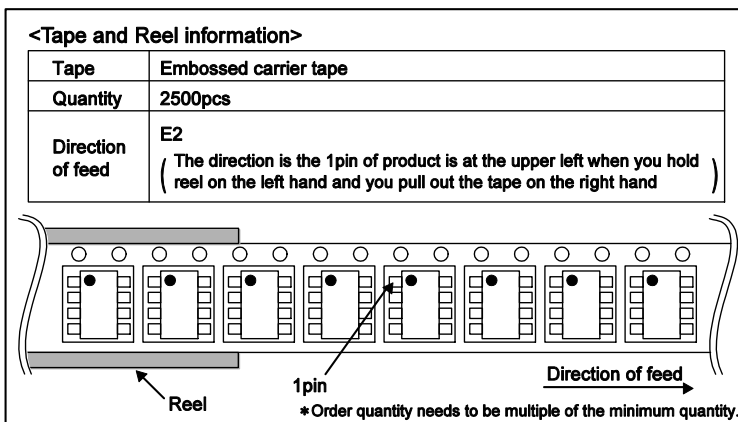 <Tape and Reel information>
Tape Embossed carrier tape
Quantity 2500pcs
Direction of feed E2
( The direction is the 1pin of product is at the upper left when you hold
reel on the left hand and you pull out the tape on the right hand )
1pin
Direction of feed
Reel
*Order quantity needs to be multiple of the minimum quantity.